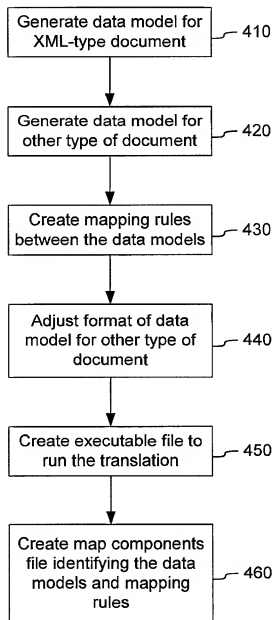 Generate data model for
XML-type document
410
Generate data model for
other type of document
420
Create mapping rules
between the data models
430
Adjust format of data
model for other type of
document
440
Create executable file to
run the translation
450
Create map components
file identifying the data
models and mapping
rules
460